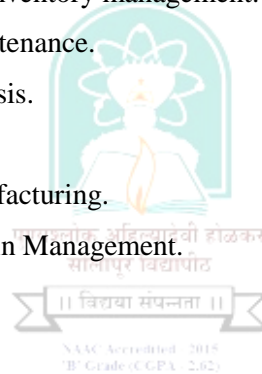 ventory management.
tenance.
sis.
facturing.
पुण्यश्लोक अहिल्यादेवी होळकर
n Management.
सोलापूर विद्यापीठ
।। विद्यया संपन्नता ।।
NAAC Accredited - 2015
'B' Grade (CGPA - 2.62)